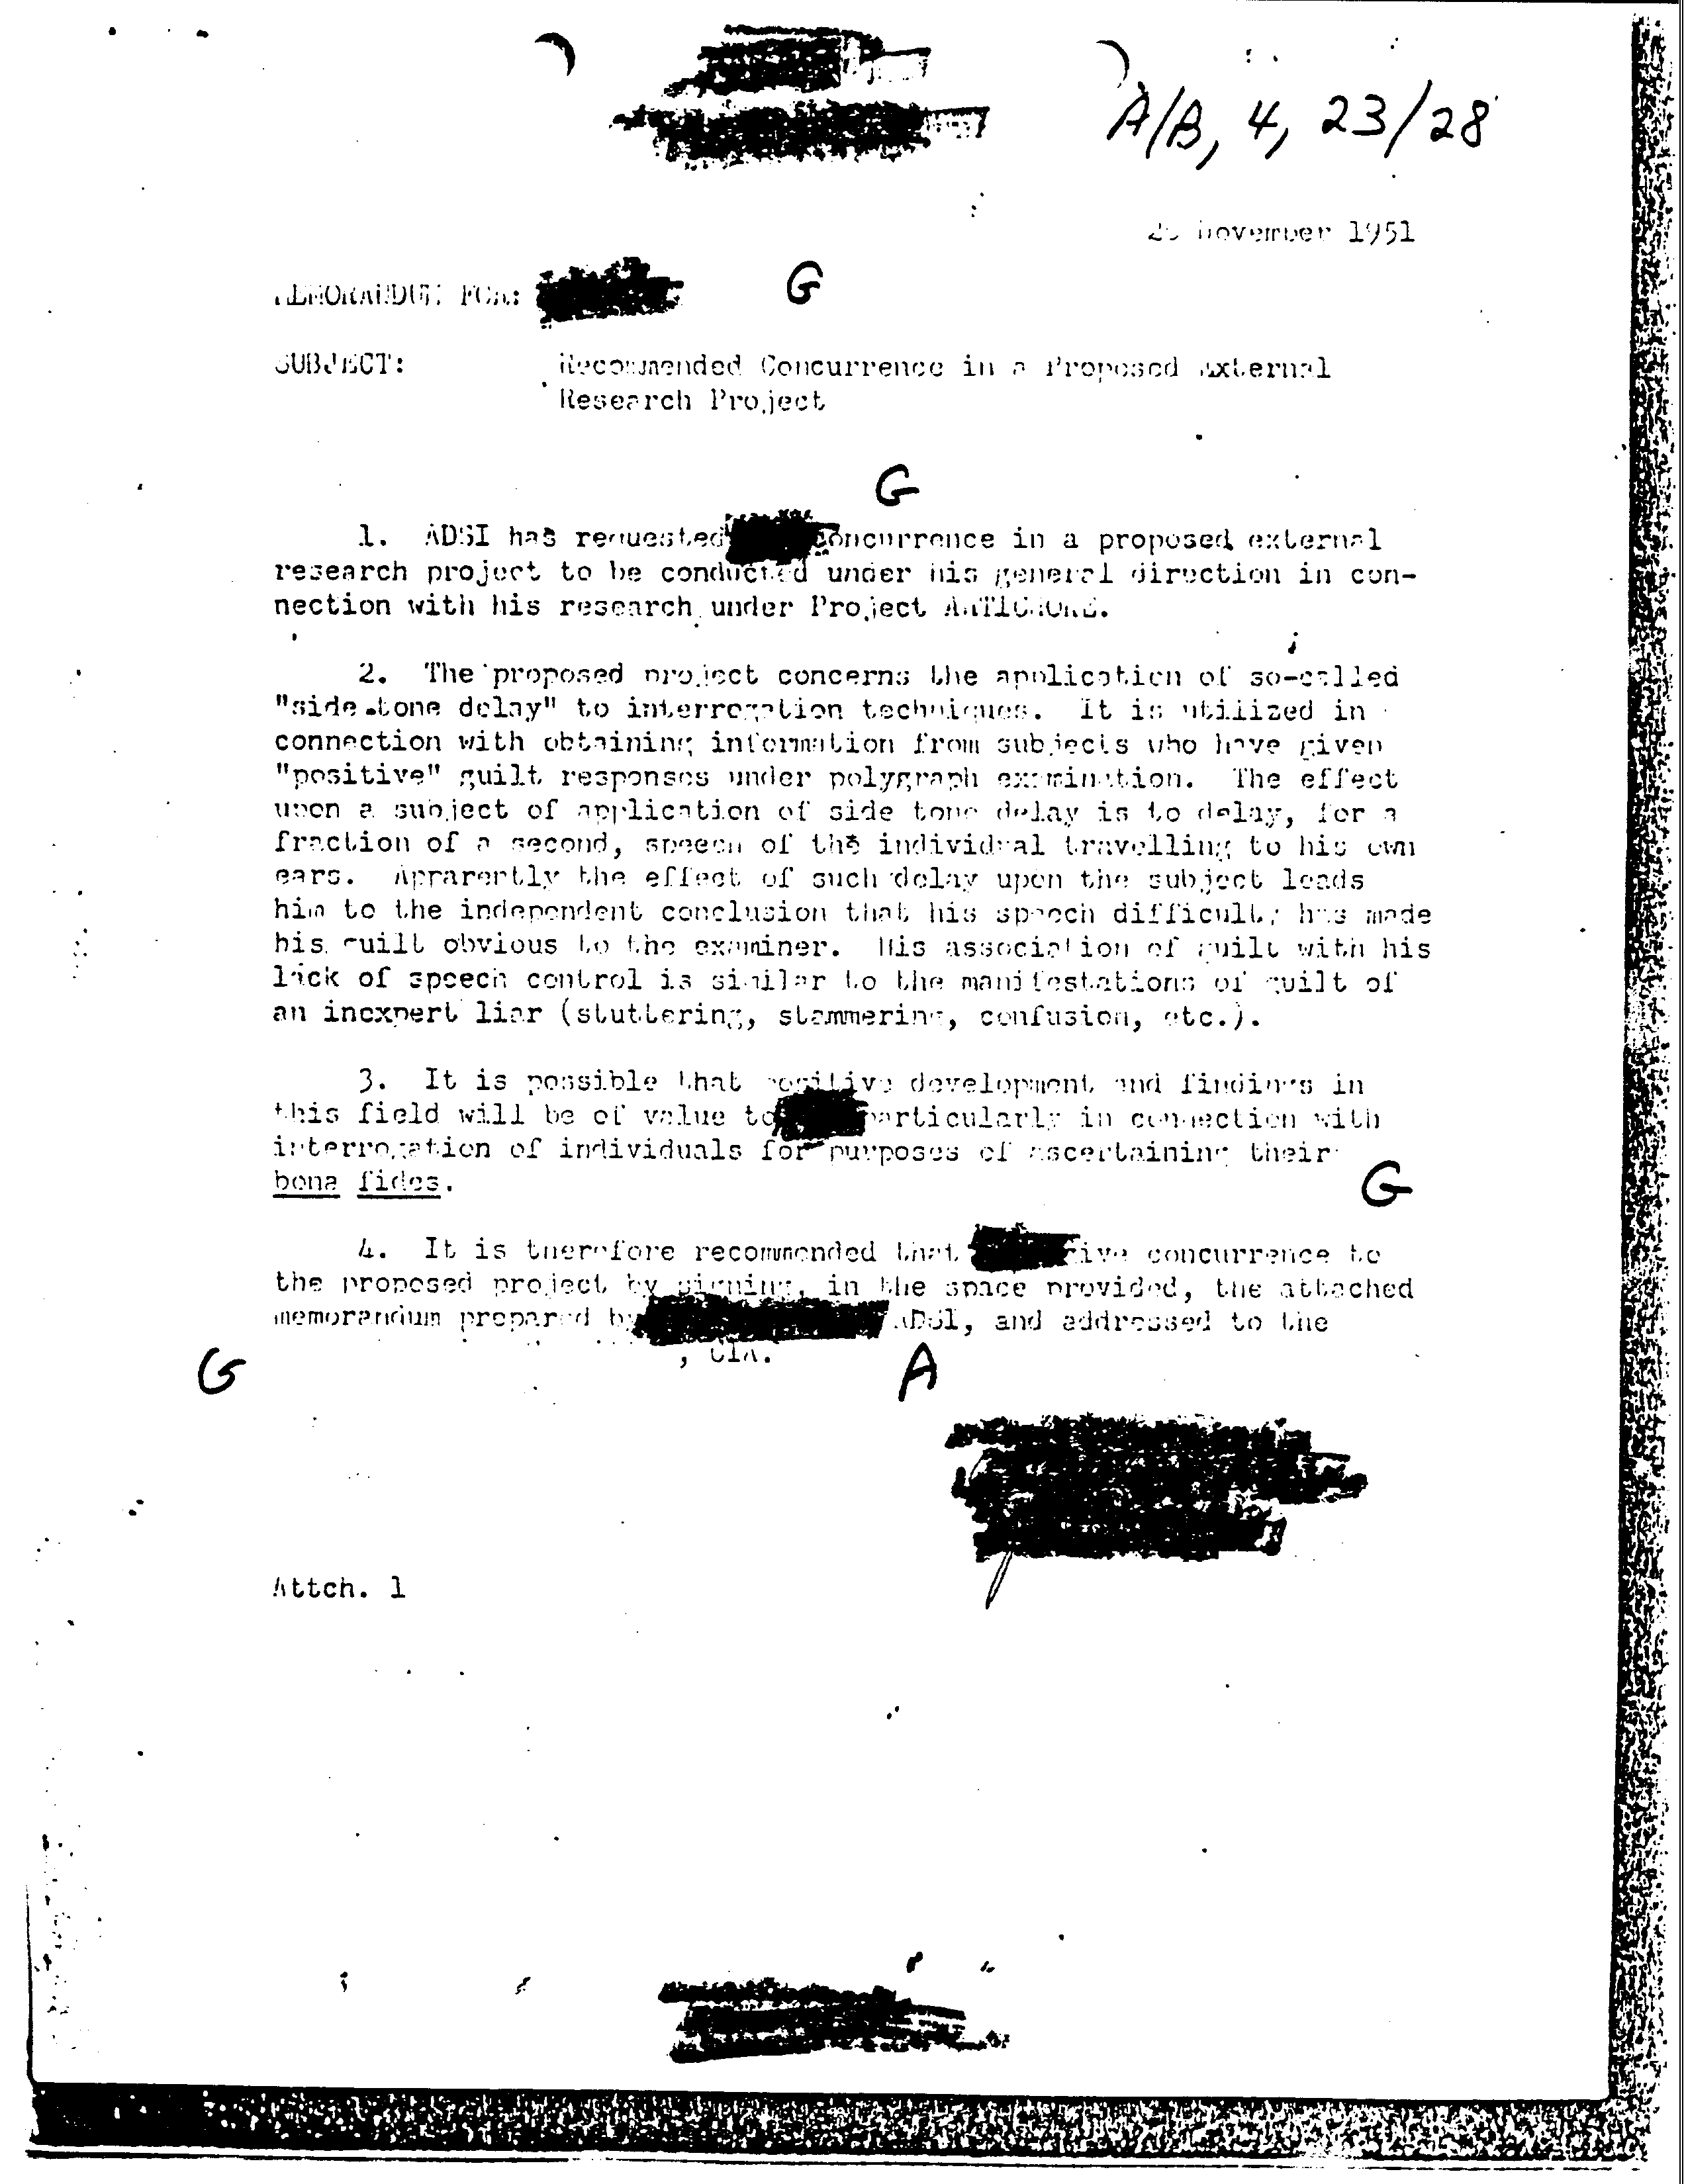 A/B, 4, 23/28
November 1951
MEMORANDUM FOR:
G
SUBJECT: Recommended Concurrence in a Proposed External
Research Project
G
1. ADSI has requested concurrence in a proposed external
research project to be conducted under his general direction in con-
nection with his research under Project ARTICHOKE.
2. The proposed project concerns the application of so-called
"side tone delay" to interrogation techniques. It is utilized in
connection with obtaining information from subjects who have given
"positive" guilt responses under polygraph examination. The effect
upon a subject of application of side tone delay is to delay, for a
fraction of a second, speech of the individual travelling to his own
ears. Apparently the effect of such delay upon the subject leads
him to the independent conclusion that his speech difficulty has made
his guilt obvious to the examiner. His association of guilt with his
lack of speech control is similar to the manifestations of guilt of
an inexpert liar (stuttering, stammering, confusion, etc.).
3. It is possible that positive development and findings in
this field will be of value to particularly in connection with
interrogation of individuals for purposes of ascertaining their
bona fides.
G
4. It is therefore recommended that give concurrence to
the proposed project by signing, in the space provided, the attached
memorandum prepared by ADSI, and addressed to the
, CIA.
G
A
Attch. 1